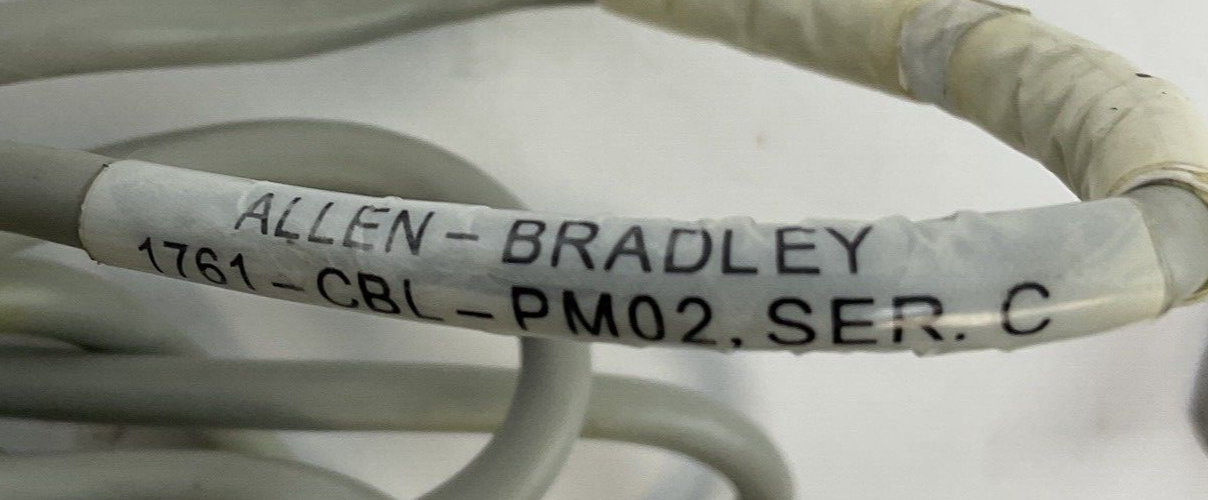 ALLEN-BRADLEY
1761-CBL-PM02, SER. C